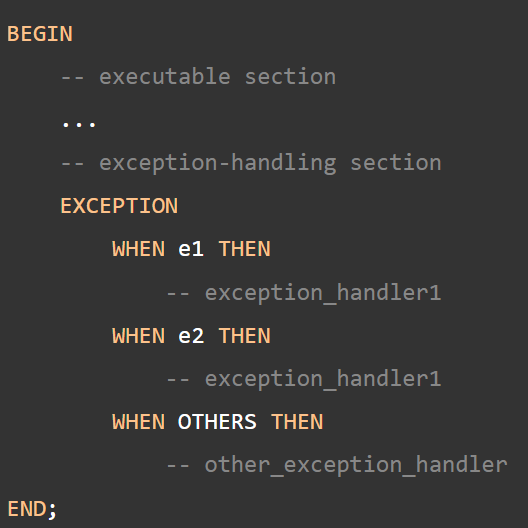 BEGIN
-- executable section
...
-- exception-handling section
EXCEPTION
WHEN e1 THEN
-- exception_handler1
WHEN e2 THEN
-- exception_handler1
WHEN OTHERS THEN
-- other_exception_handler
END;